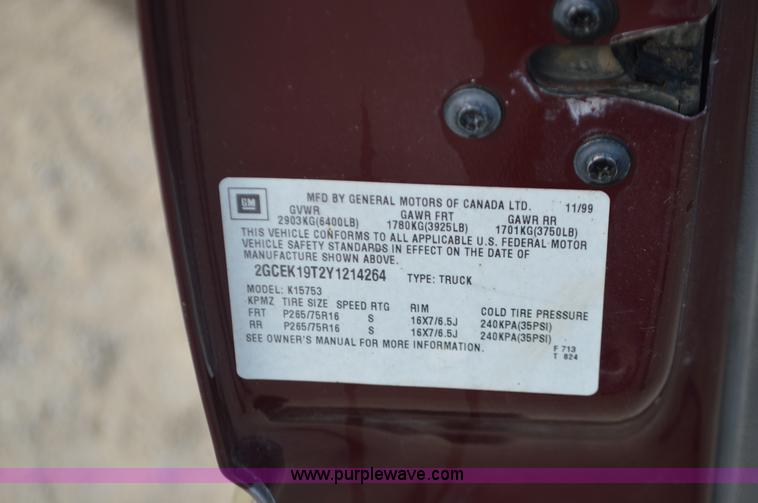 GM MFD BY GENERAL MOTORS OF CANADA LTD. 11/99
GVWR GAWR FRT GAWR RR
2903KG(6400LB) 1780KG(3925LB) 1701KG(3750LB)
THIS VEHICLE CONFORMS TO ALL APPLICABLE U.S. FEDERAL MOTOR
VEHICLE SAFETY STANDARDS IN EFFECT ON THE DATE OF
MANUFACTURE SHOWN ABOVE.
2GCEK19T2Y1214264 TYPE: TRUCK
MODEL: K15753
KPMZ TIRE SIZE SPEED RTG RIM COLD TIRE PRESSURE
FRT P265/75R16 S 16X7/6.5J 240KPA(35PSI)
RR P265/75R16 S 16X7/6.5J 240KPA(35PSI)
SEE OWNER'S MANUAL FOR MORE INFORMATION.
F 713
T 824
www.purplewave.com